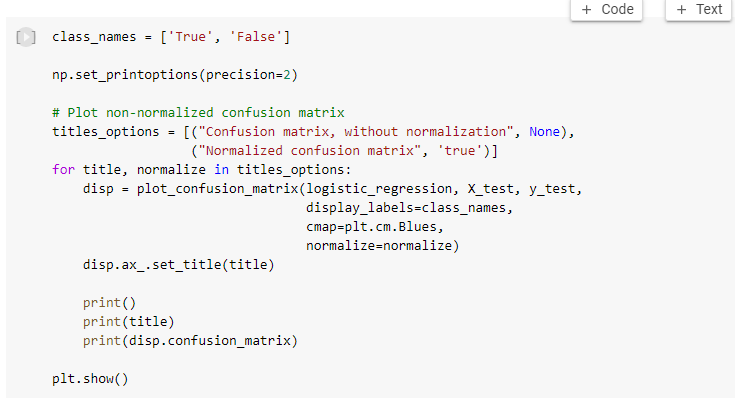 + Code + Text
class_names = ['True', 'False']
np.set_printoptions(precision=2)
# Plot non-normalized confusion matrix
titles_options = [("Confusion matrix, without normalization", None),
                  ("Normalized confusion matrix", 'true')]
for title, normalize in titles_options:
    disp = plot_confusion_matrix(logistic_regression, X_test, y_test,
                                 display_labels=class_names,
                                 cmap=plt.cm.Blues,
                                 normalize=normalize)
    disp.ax_.set_title(title)
    print()
    print(title)
    print(disp.confusion_matrix)
plt.show()